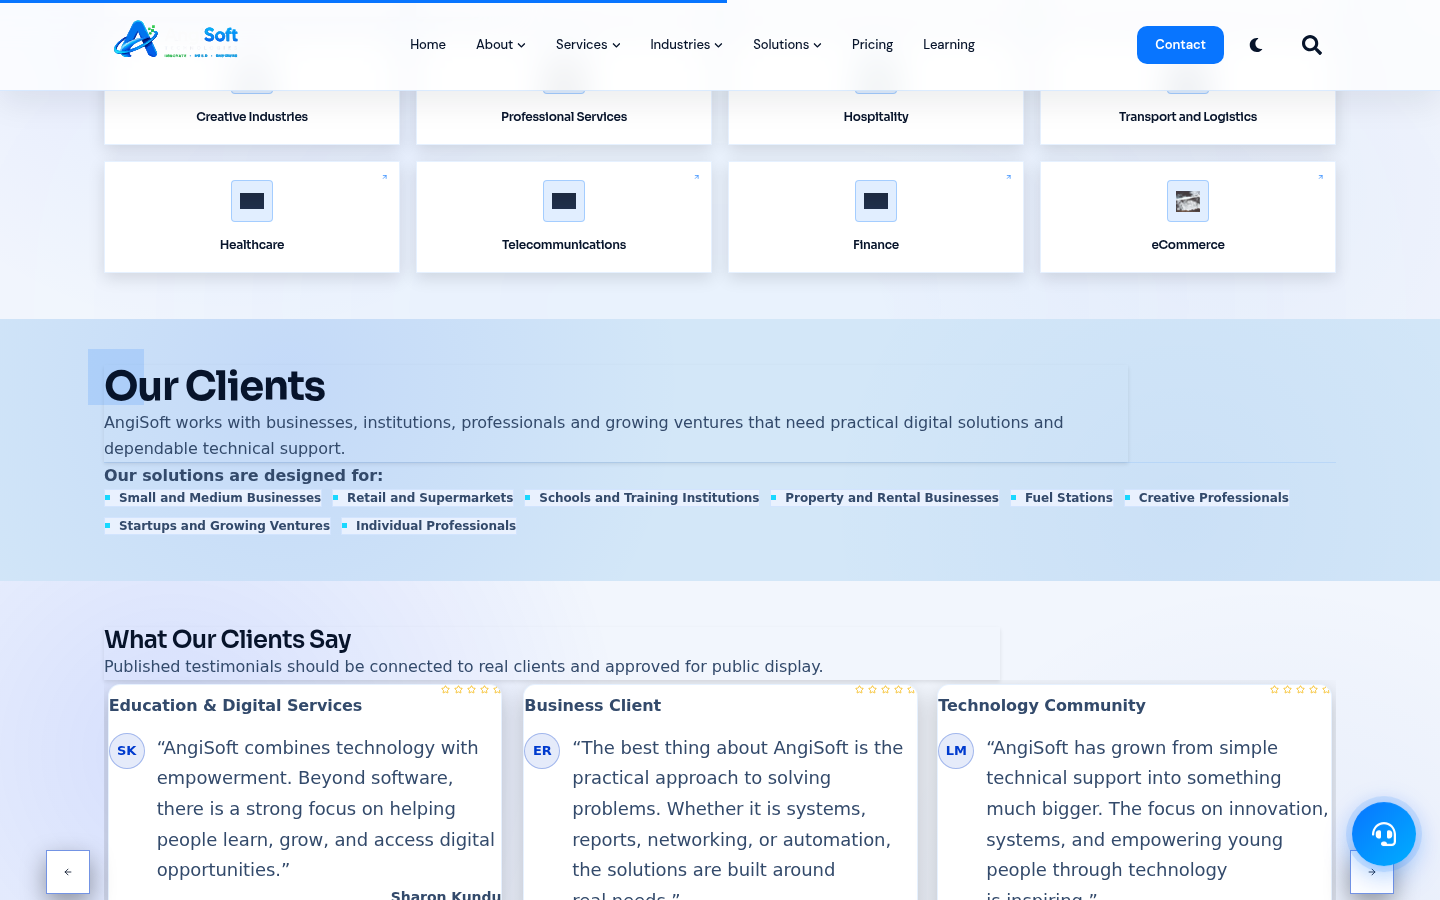 Soft
Home
About
Services
Industries
Solutions
Pricing
Learning
Contact
Creative Industries
Professional Services
Hospitality
Transport and Logistics
Healthcare
Telecommunications
Finance
eCommerce
Our Clients
AngiSoft works with businesses, institutions, professionals and growing ventures that need practical digital solutions and
dependable technical support.
Our solutions are designed for:
Small and Medium Businesses
Retail and Supermarkets
Schools and Training Institutions
Property and Rental Businesses
Fuel Stations
Creative Professionals
Startups and Growing Ventures
Individual Professionals
What Our Clients Say
Published testimonials should be connected to real clients and approved for public display.
Education & Digital Services
SK
“AngiSoft combines technology with
empowerment. Beyond software,
there is a strong focus on helping
people learn, grow, and access digital
opportunities.”
Sharon Kundu
Business Client
ER
“The best thing about AngiSoft is the
practical approach to solving
problems. Whether it is systems,
reports, networking, or automation,
the solutions are built around
real needs.”
Technology Community
LM
“AngiSoft has grown from simple
technical support into something
much bigger. The focus on innovation,
systems, and empowering young
people through technology
is inspiring.”